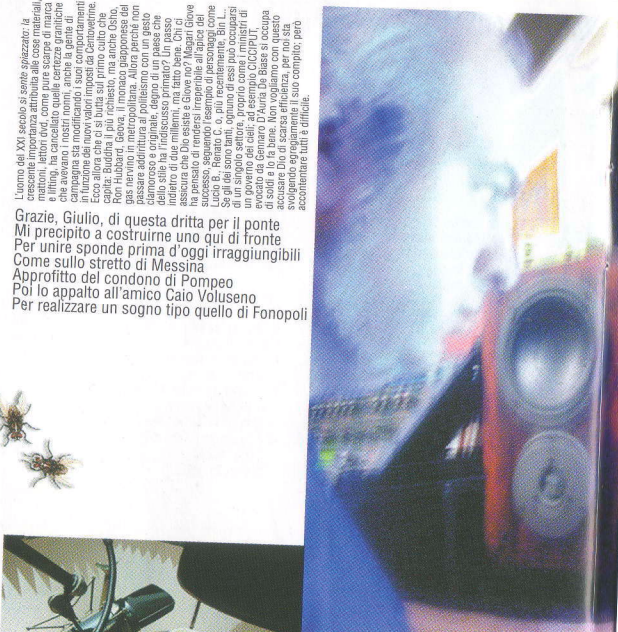 L'uomo del XXI secolo si sente spiazzato: la
crescente importanza attribuita alle cose materiali,
mattoni, lettori dvd, come pure scarpe di marca
e lifting, ha cancellato quelle certezze granitiche
che avevano i nostri nonni, anche la gente di
campagna sta modificando i suoi comportamenti
in funzione dei nuovi valori imposti da Centovetrine.
Ecco allora che ci si butta sul primo culto che
capita: Buddha il più richiesto, ma anche Osho,
Ron Hubbard, Geova, il monaco giapponese del
gas nervino in metropolitana. Allora perché non
passare addirittura al politeismo con un gesto
clamoroso e originale, degno di un paese che
dello stile ha l'indiscusso primato? Un passo
indietro di due millenni, ma fatto bene. Chi ci
assicura che Dio esiste e Giove no? Magari Giove
ha pensato di rendersi irreperibile all'apice del
successo, seguendo l'esempio di personaggi come
Lucio B., Renato C. o, più recentemente, Bin L..
Se gli dei sono tanti, ognuno di essi può occuparsi
di un singolo settore, proprio come i ministri di
un governo dei cieli; ad esempio CICCIPUT,
evocato da Gennaro D'Auria De Biase si occupa
di soldi e lo fa bene. Non vogliamo con questo
accusare Dio di scarsa efficienza, per noi sta
svolgendo egregiamente il suo compito; però
accontentare tutti è difficile.
Grazie, Giulio, di questa dritta per il ponte
Mi precipito a costruirne uno qui di fronte
Per unire sponde prima d'oggi irraggiungibili
Come sullo stretto di Messina
Approfitto del condono di Pompeo
Poi lo appalto all'amico Caio Voluseno
Per realizzare un sogno tipo quello di Fonopoli